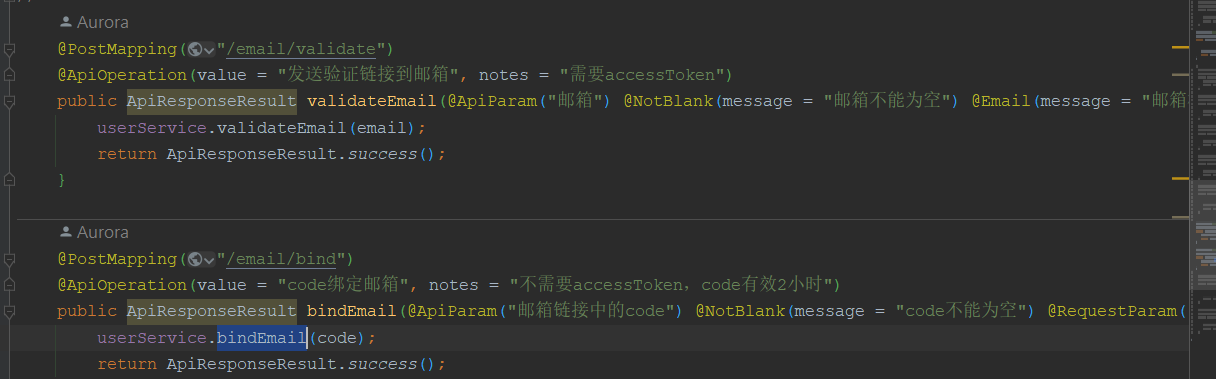 Aurora
@PostMapping("/email/validate")
@ApiOperation(value = "发送验证链接到邮箱", notes = "需要accessToken")
public ApiResponseResult validateEmail(@ApiParam("邮箱") @NotBlank(message = "邮箱不能为空") @Email(message = "邮箱
userService.validateEmail(email);
return ApiResponseResult.success();
}
Aurora
@PostMapping("/email/bind")
@ApiOperation(value = "code绑定邮箱", notes = "不需要accessToken，code有效2小时")
public ApiResponseResult bindEmail(@ApiParam("邮箱链接中的code") @NotBlank(message = "code不能为空") @RequestParam(
userService.bindEmail(code);
return ApiResponseResult.success();